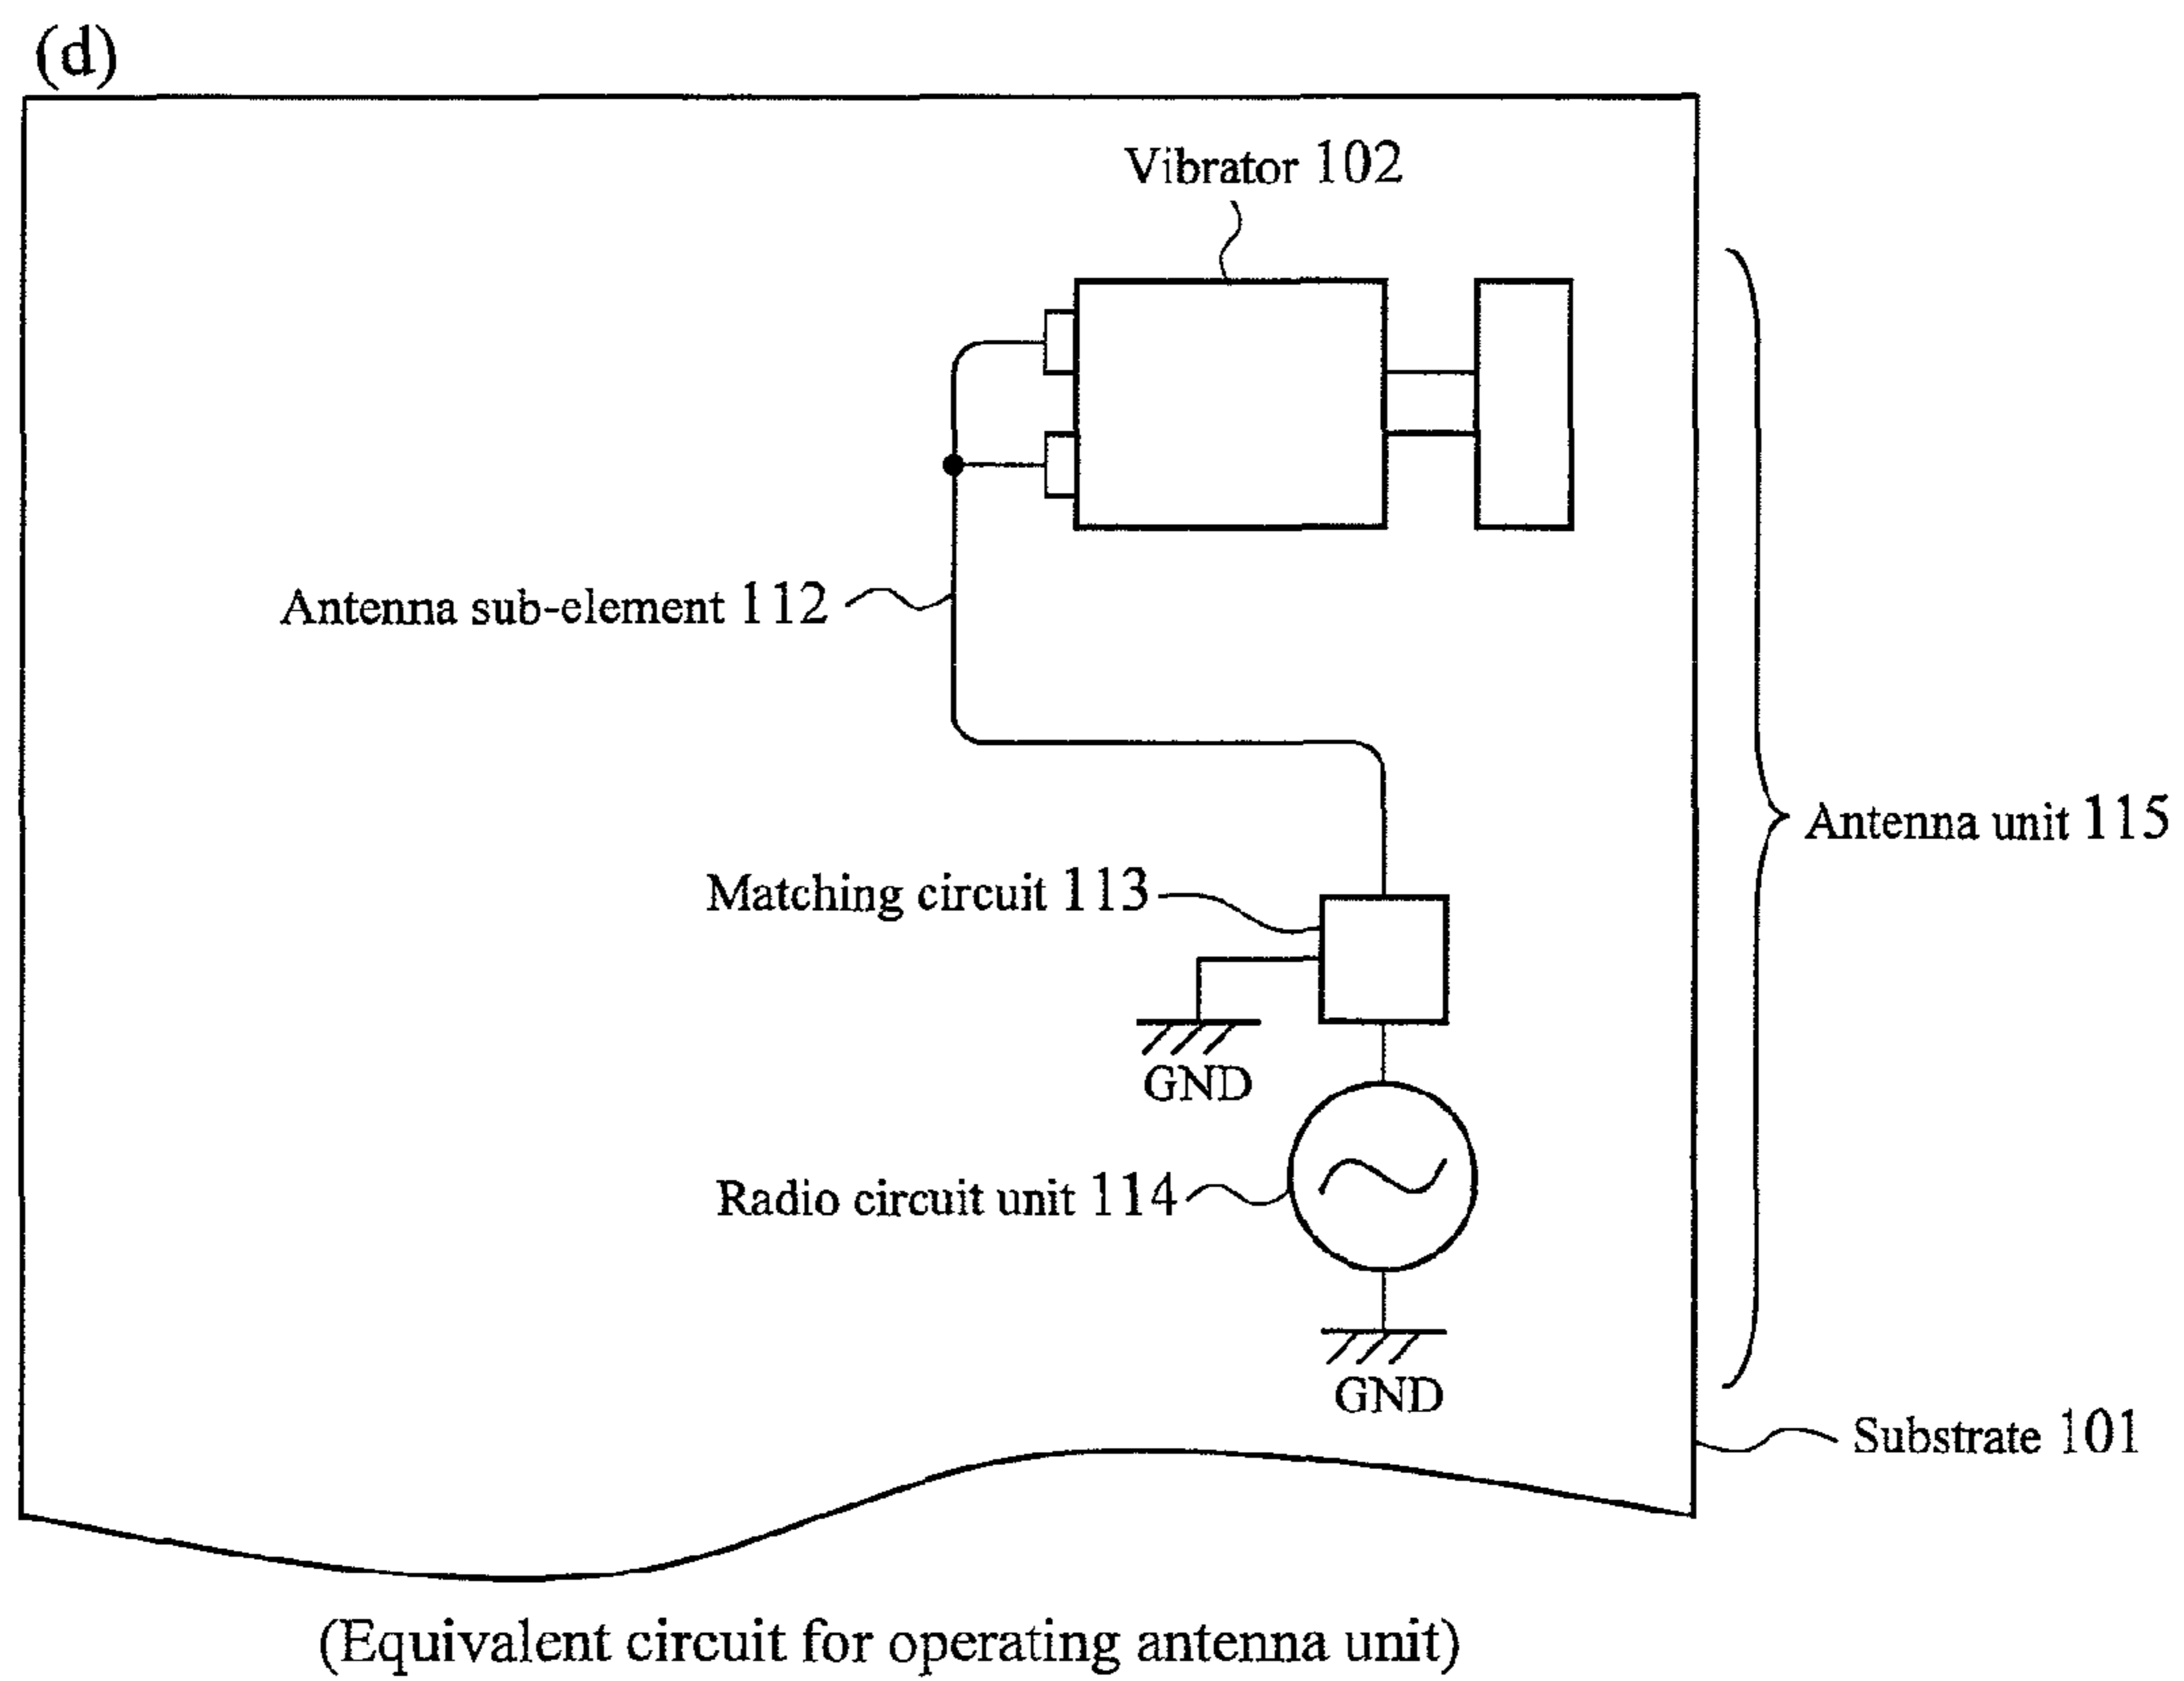 (d)
Vibrator 102
Antenna sub-element 112
Antenna unit 115
Matching circuit 113
GND
Radio circuit unit 114
GND
Substrate 101
(Equivalent circuit for operating antenna unit)